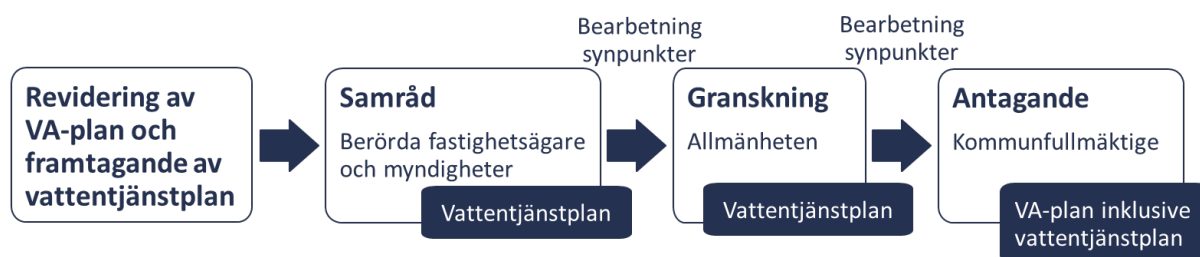 Revidering av
VA-plan och
framtagande av
vattentjänstplan
Samråd
Berörda fastighetsägare
och myndigheter
Vattentjänstplan
Bearbetning
synpunkter
Granskning
Allmänheten
Vattentjänstplan
Bearbetning
synpunkter
Antagande
Kommunfullmäktige
VA-plan inklusive
vattentjänstplan